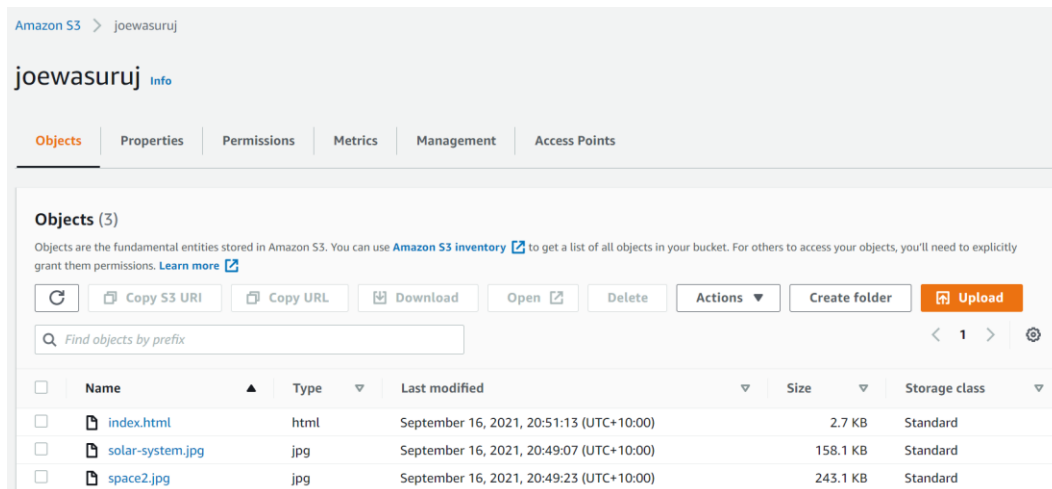 Amazon S3 > joewasuruj
joewasuruj Info
Objects Properties Permissions Metrics Management Access Points
Objects (3)
Objects are the fundamental entities stored in Amazon S3. You can use Amazon S3 inventory to get a list of all objects in your bucket. For others to access your objects, you'll need to explicitly
grant them permissions. Learn more
Copy S3 URI Copy URL Download Open Delete Actions Create folder Upload
Find objects by prefix < 1 >
Name Type Last modified Size Storage class
index.html html September 16, 2021, 20:51:13 (UTC+10:00) 2.7 KB Standard
solar-system.jpg jpg September 16, 2021, 20:49:07 (UTC+10:00) 158.1 KB Standard
space2.jpg jpg September 16, 2021, 20:49:23 (UTC+10:00) 243.1 KB Standard